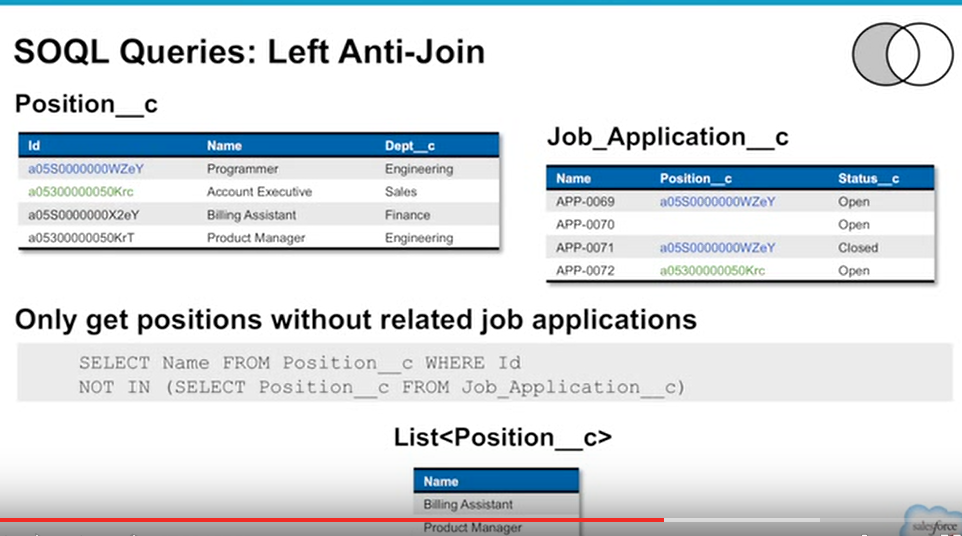 SOQL Queries: Left Anti-Join
Position__c
Id Name Dept__c
a05S0000000WZeY Programmer Engineering
a05300000050Krc Account Executive Sales
a05S0000000X2eY Billing Assistant Finance
a05300000050KrT Product Manager Engineering
Job_Application__c
Name Position__c Status__c
APP-0069 a05S0000000WZeY Open
APP-0070 Open
APP-0071 a05S0000000WZeY Closed
APP-0072 a05300000050Krc Open
Only get positions without related job applications
SELECT Name FROM Position__c WHERE Id
NOT IN (SELECT Position__c FROM Job_Application__c)
List<Position__c>
Name
Billing Assistant
Product Manager
salesforce